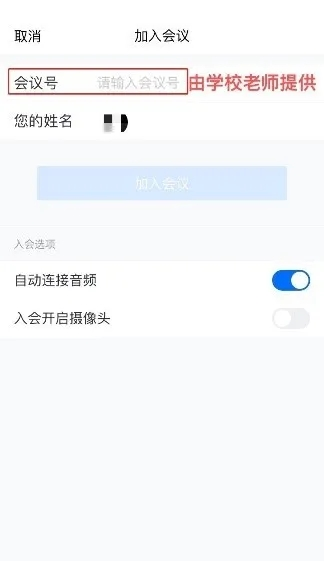 取消 加入会议
会议号 请输入会议号 由学校老师提供
您的姓名
加入会议
入会选项
自动连接音频
入会开启摄像头